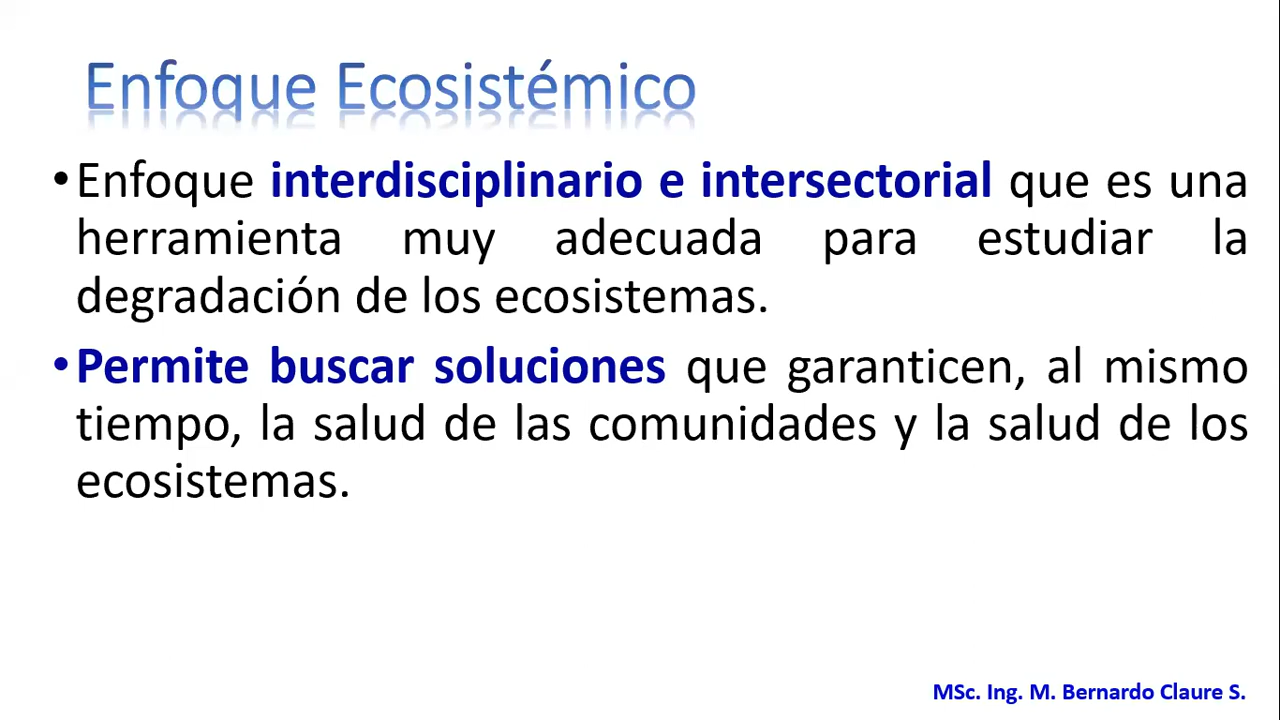 Enfoque Ecosistémico
•Enfoque interdisciplinario e intersectorial que es una
herramienta muy adecuada para estudiar la
degradación de los ecosistemas.
•Permite buscar soluciones que garanticen, al mismo
tiempo, la salud de las comunidades y la salud de los
ecosistemas.
MSc. Ing. M. Bernardo Claure S.